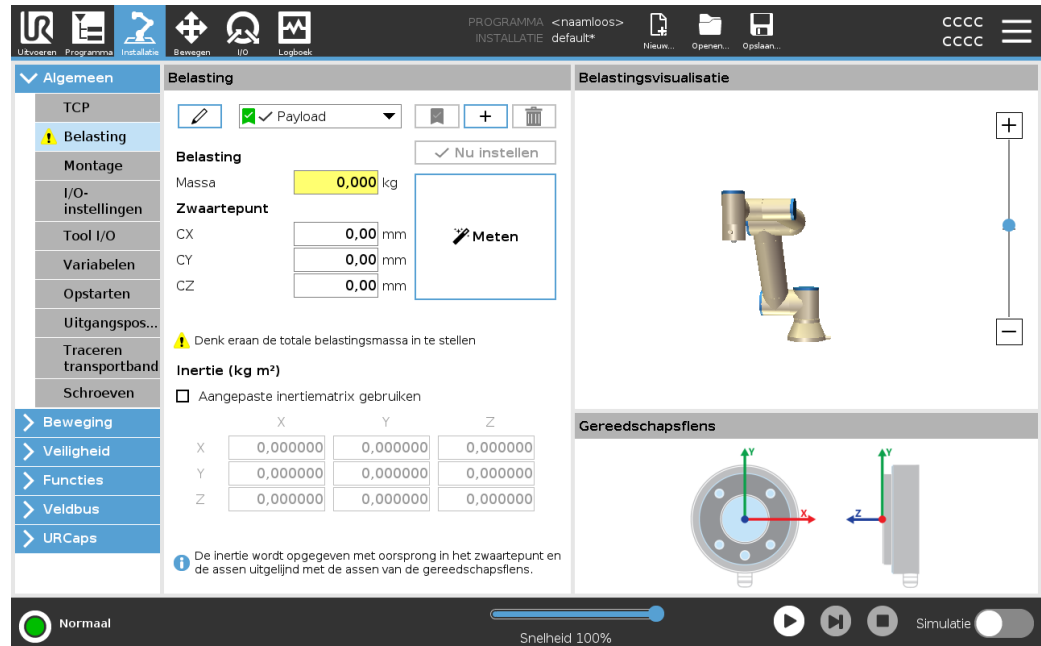 PROGRAMMA <naamloos>
INSTALLATIE default*
CCCC
CCCC
Uitvoeren Programma Installatie Bewegen I/O Logboek
Nieuw... Openen... Opslaan...
Algemeen
TCP
Belasting
Montage
I/O-
instellingen
Tool I/O
Variabelen
Opstarten
Uitgangspos...
Traceren
transportband
Schroeven
Beweging
Veiligheid
Functies
Veldbus
URCaps
Belasting
Payload
Nu instellen
Belasting
Massa 0,000 kg
Zwaartepunt
CX 0,00 mm
CY 0,00 mm
CZ 0,00 mm
Meten
Denk eraan de totale belastingsmassa in te stellen
Inertie (kg m²)
Aangepaste inertiematrix gebruiken
X Y Z
X 0,000000 0,000000 0,000000
Y 0,000000 0,000000 0,000000
Z 0,000000 0,000000 0,000000
De inertie wordt opgegeven met oorsprong in het zwaartepunt en
de assen uitgelijnd met de assen van de gereedschapsflens.
Belastingsvisualisatie
Gereedschapsflens
Y
X
Y
Z
Normaal
Snelheid 100%
Simulatie